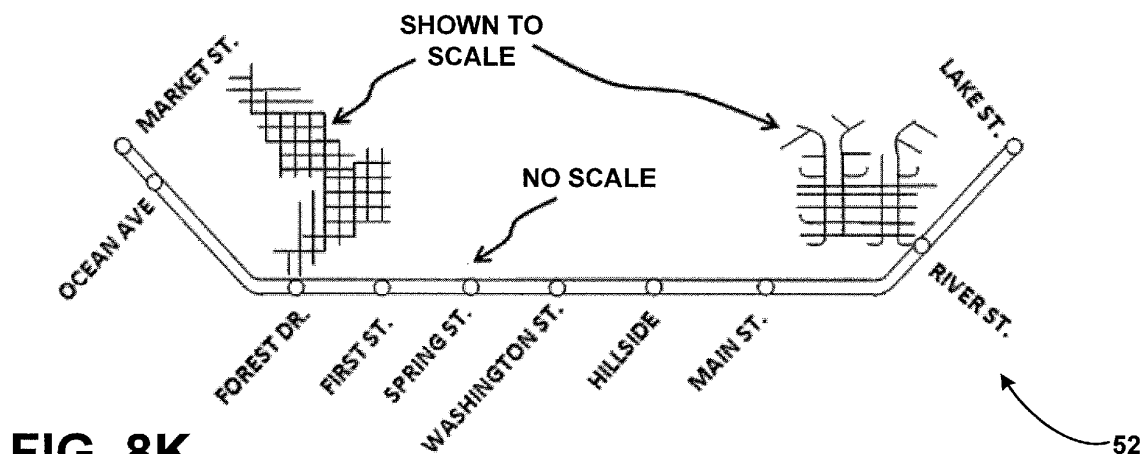 SHOWN TO
SCALE
MARKET ST.
LAKE ST.
NO SCALE
OCEAN AVE
RIVER ST.
FOREST DR.
FIRST ST.
SPRING ST.
WASHINGTON ST.
HILLSIDE
MAIN ST.
FIG. 8K
52